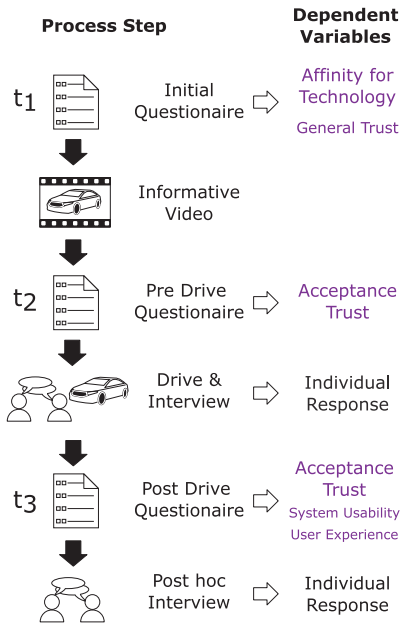 Process Step
Dependent
Variables
t1
Initial
Questionaire
Affinity for
Technology
General Trust
Informative
Video
t2
Pre Drive
Questionaire
Acceptance
Trust
Drive &
Interview
Individual
Response
t3
Post Drive
Questionaire
Acceptance
Trust
System Usability
User Experience
Post hoc
Interview
Individual
Response